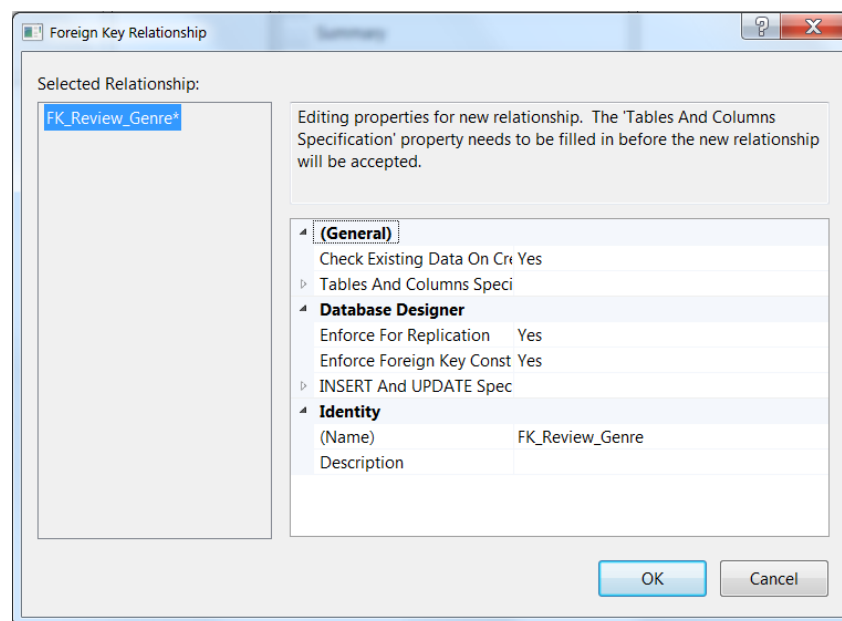 Foreign Key Relationship
Summary
Selected Relationship:
FK_Review_Genre*
Editing properties for new relationship. The 'Tables And Columns
Specification' property needs to be filled in before the new relationship
will be accepted.
(General)
Check Existing Data On Cre Yes
Tables And Columns Speci
Database Designer
Enforce For Replication Yes
Enforce Foreign Key Const Yes
INSERT And UPDATE Spec
Identity
(Name) FK_Review_Genre
Description
OK Cancel